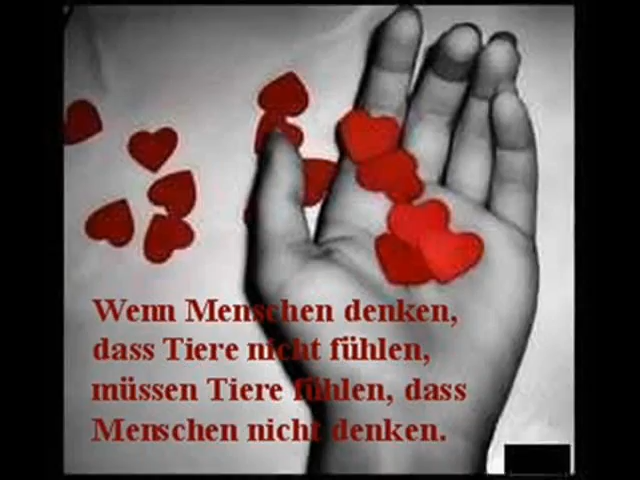 Wenn Menschen denken,
dass Tiere nicht fühlen,
müssen Tiere fühlen, dass
Menschen nicht denken.